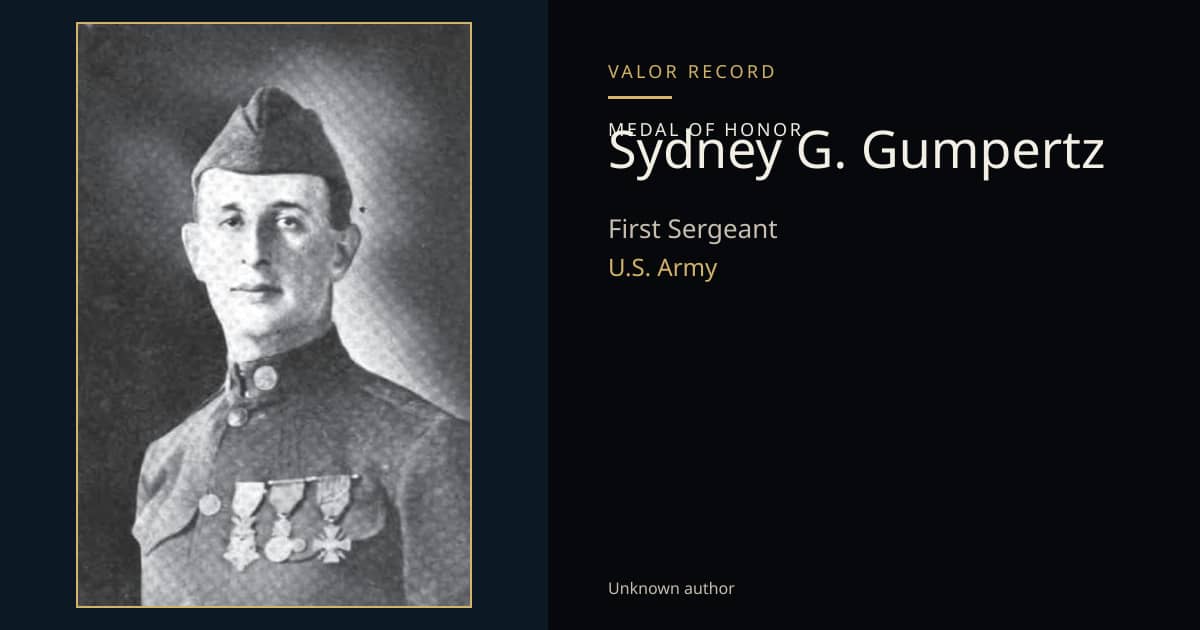 VALOR RECORD
MEDAL OF HONOR
Sydney G. Gumpertz
First Sergeant
U.S. Army
Unknown author